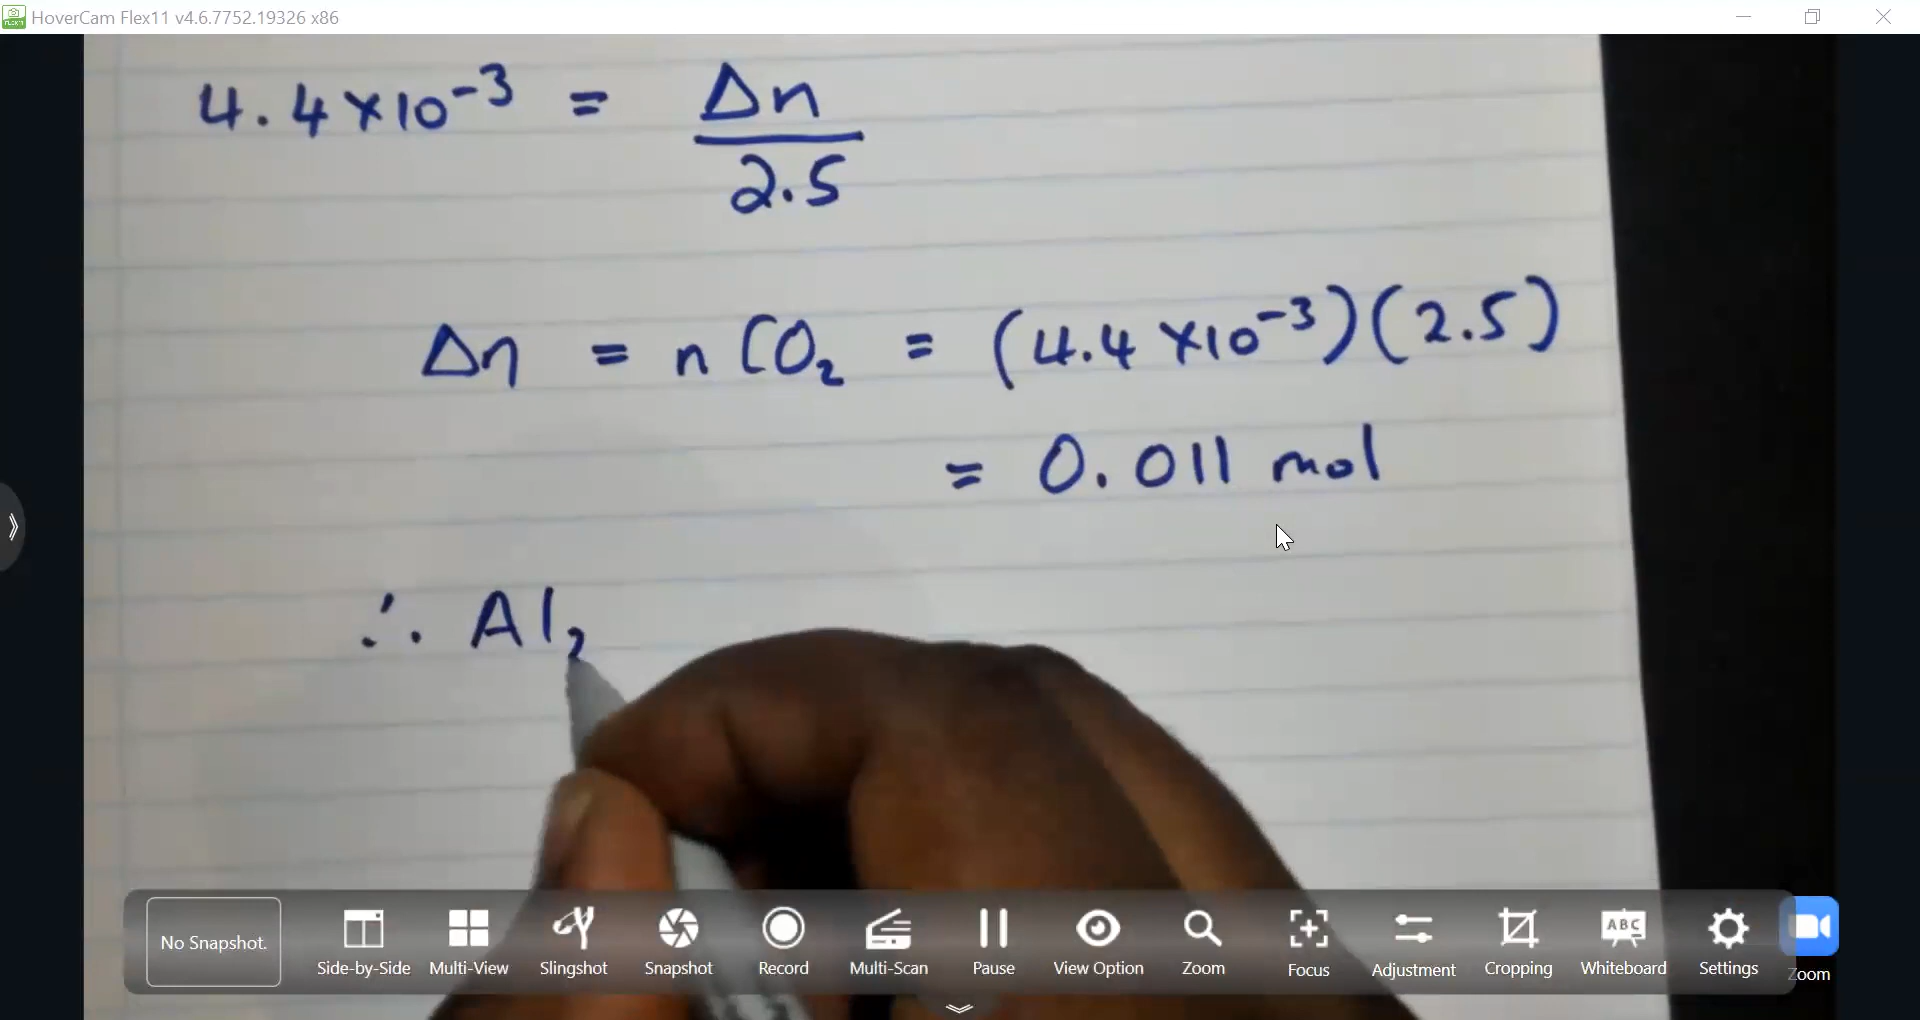 HoverCam Flex11 v4.6.7752.19326 x86
4.4×10⁻³ = Δn
2.5
Δn = n CO₂ = (4.4×10⁻³)(2.5)
= 0.011 mol
∴ Al₂
No Snapshot.
Side-by-Side Multi-View Slingshot Snapshot Record Multi-Scan Pause View Option Zoom Focus Adjustment Cropping Whiteboard Settings Zoom
ABC